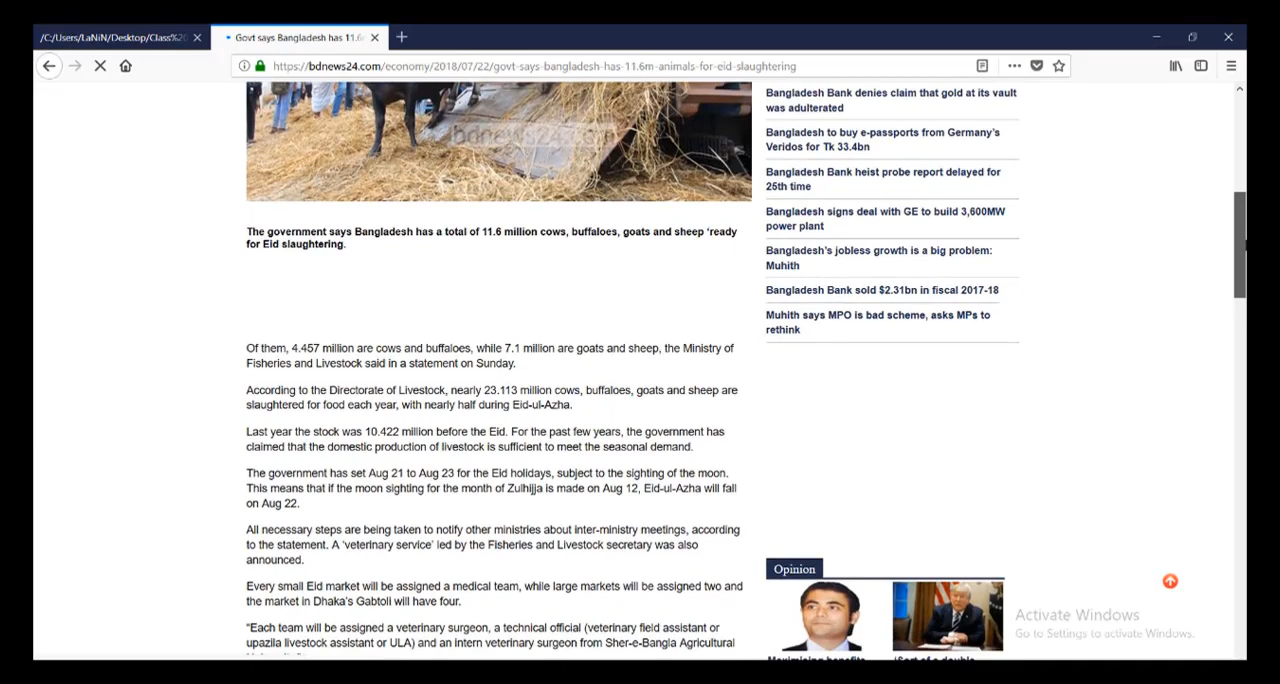 /C:/Users/LaNiN/Desktop/Class%20
Govt says Bangladesh has 11.6
https://bdnews24.com/economy/2018/07/22/govt-says-bangladesh-has-11.6m-animals-for-eid-slaughtering
bdnews24.com
The government says Bangladesh has a total of 11.6 million cows, buffaloes, goats and sheep ‘ready
for Eid slaughtering.
Of them, 4.457 million are cows and buffaloes, while 7.1 million are goats and sheep, the Ministry of
Fisheries and Livestock said in a statement on Sunday.
According to the Directorate of Livestock, nearly 23.113 million cows, buffaloes, goats and sheep are
slaughtered for food each year, with nearly half during Eid-ul-Azha.
Last year the stock was 10.422 million before the Eid. For the past few years, the government has
claimed that the domestic production of livestock is sufficient to meet the seasonal demand.
The government has set Aug 21 to Aug 23 for the Eid holidays, subject to the sighting of the moon.
This means that if the moon sighting for the month of Zulhijja is made on Aug 12, Eid-ul-Azha will fall
on Aug 22.
All necessary steps are being taken to notify other ministries about inter-ministry meetings, according
to the statement. A ‘veterinary service’ led by the Fisheries and Livestock secretary was also
announced.
Every small Eid market will be assigned a medical team, while large markets will be assigned two and
the market in Dhaka’s Gabtoli will have four.
“Each team will be assigned a veterinary surgeon, a technical official (veterinary field assistant or
upazila livestock assistant or ULA) and an intern veterinary surgeon from Sher-e-Bangla Agricultural
Bangladesh Bank denies claim that gold at its vault
was adulterated
Bangladesh to buy e-passports from Germany’s
Veridos for Tk 33.4bn
Bangladesh Bank heist probe report delayed for
25th time
Bangladesh signs deal with GE to build 3,600MW
power plant
Bangladesh’s jobless growth is a big problem:
Muhith
Bangladesh Bank sold $2.31bn in fiscal 2017-18
Muhith says MPO is bad scheme, asks MPs to
rethink
Opinion
Maximising benefits
‘Sort of a double
Activate Windows
Go to Settings to activate Windows.